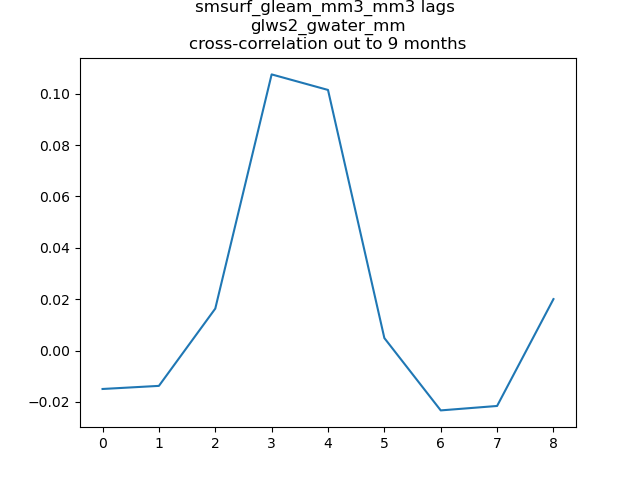 smsurf_gleam_mm3_mm3 lags
glws2_gwater_mm
cross-correlation out to 9 months
0.10
0.08
0.06
0.04
0.02
0.00
−0.02
0 1 2 3 4 5 6 7 8